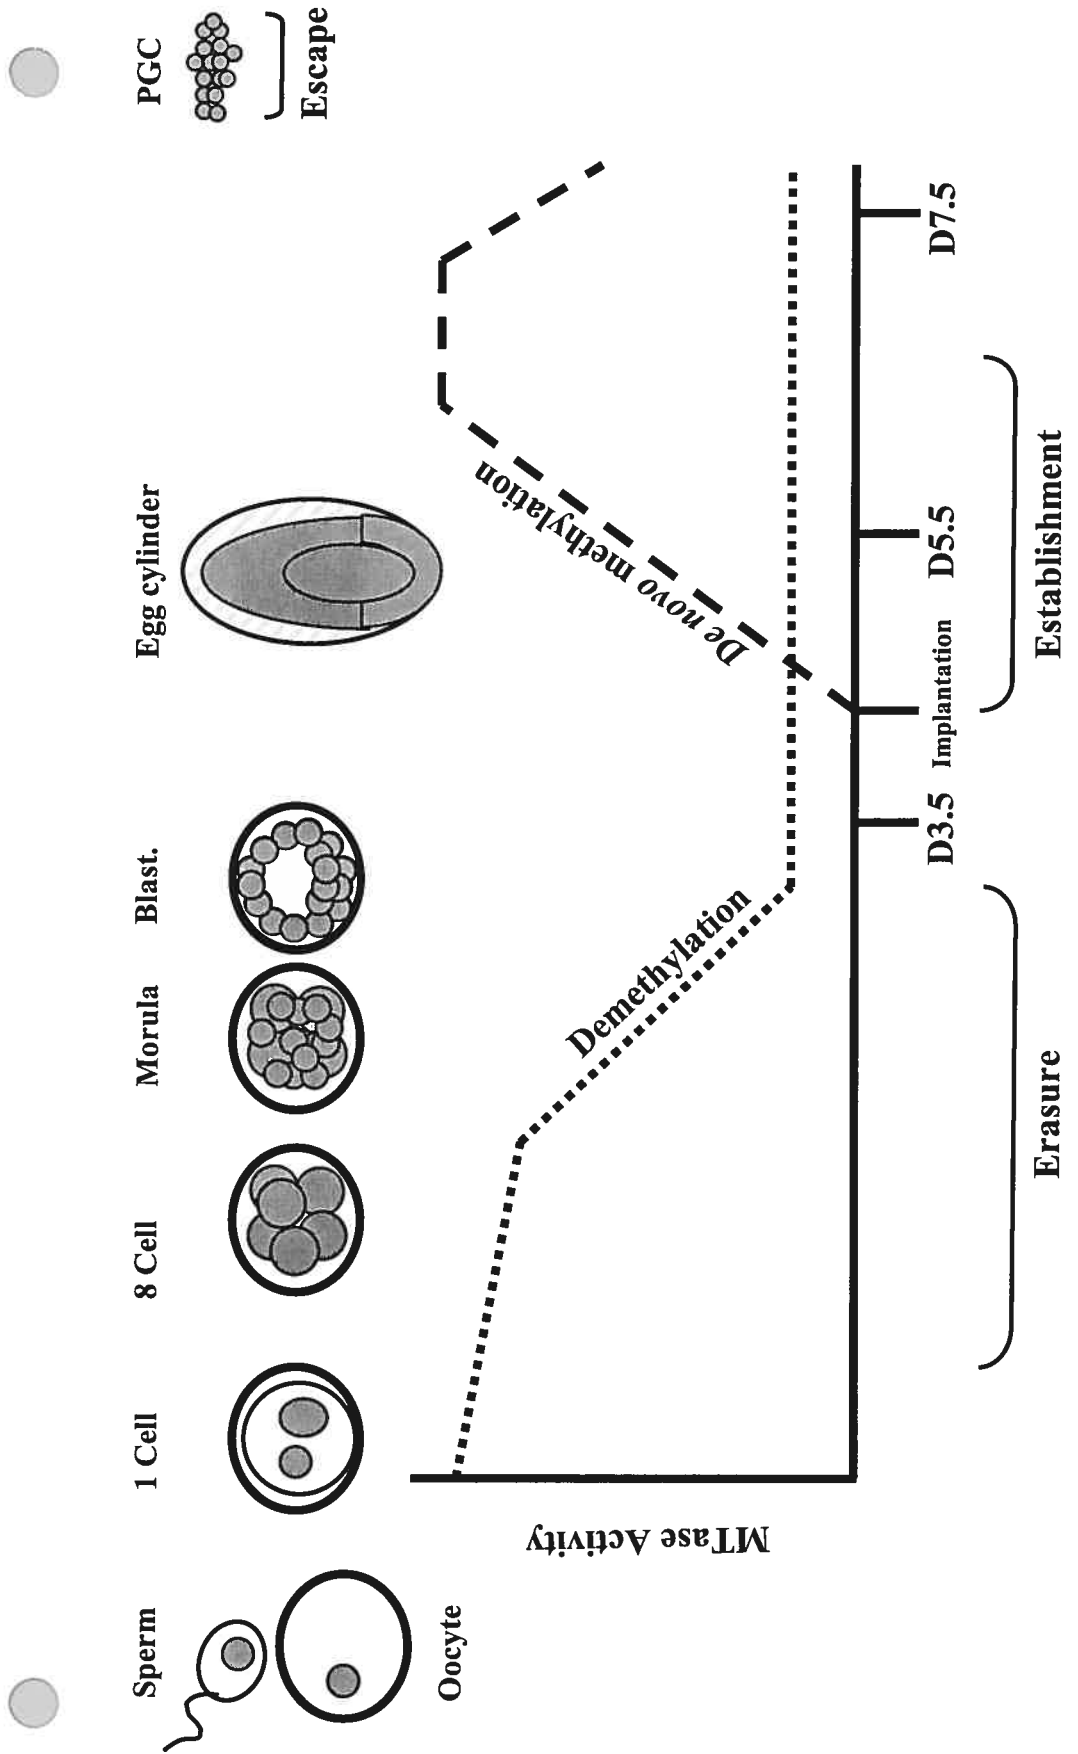 Sperm
Oocyte
1 Cell
8 Cell
Morula
Blast.
Egg cylinder
PGC
Escape
MTase Activity
Demethylation
De novo methylation
D3.5
Implantation
D5.5
D7.5
Erasure
Establishment